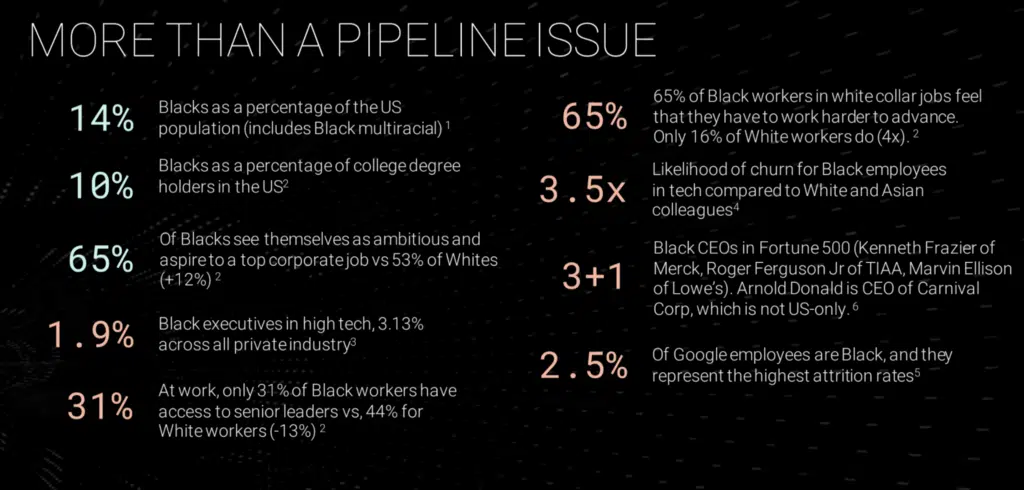 MORE THAN A PIPELINE ISSUE
14%
Blacks as a percentage of the US
population (includes Black multiracial) 1
10%
Blacks as a percentage of college degree
holders in the US2
65%
Of Blacks see themselves as ambitious and
aspire to a top corporate job vs 53% of Whites
(+12%) 2
1.9%
Black executives in high tech, 3.13%
across all private industry3
31%
At work, only 31% of Black workers have
access to senior leaders vs, 44% for
White workers (-13%) 2
65%
65% of Black workers in white collar jobs feel
that they have to work harder to advance.
Only 16% of White workers do (4x). 2
3.5x
Likelihood of churn for Black employees
in tech compared to White and Asian
colleagues4
3+1
Black CEOs in Fortune 500 (Kenneth Frazier of
Merck, Roger Ferguson Jr of TIAA, Marvin Ellison
of Lowe's). Arnold Donald is CEO of Carnival
Corp, which is not US-only. 6
2.5%
Of Google employees are Black, and they
represent the highest attrition rates5